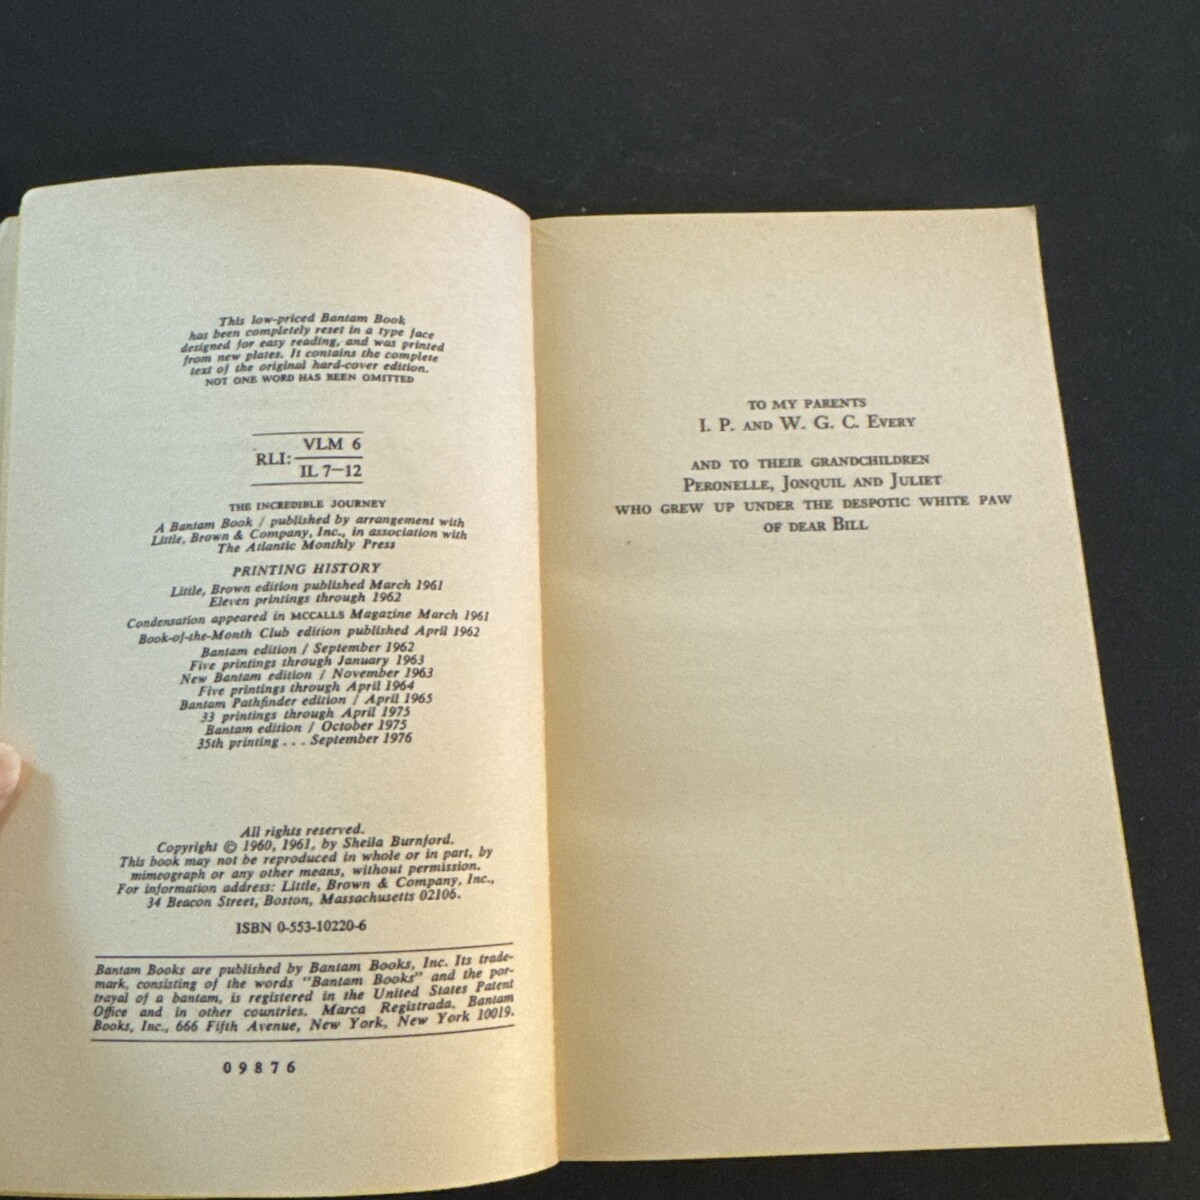 This low-priced Bantam Book
has been completely reset in a type face
designed for easy reading, and was printed
from new plates. It contains the complete
text of the original hard-cover edition.
NOT ONE WORD HAS BEEN OMITTED
VLM 6
RLI:
IL 7–12
THE INCREDIBLE JOURNEY
A Bantam Book / published by arrangement with
Little, Brown & Company, Inc., in association with
The Atlantic Monthly Press
PRINTING HISTORY
Little, Brown edition published March 1961
Eleven printings through 1962
Condensation appeared in MCCALLS Magazine March 1961
Book-of-the-Month Club edition published April 1962
Bantam edition / September 1962
Five printings through January 1963
New Bantam edition / November 1963
Five printings through April 1964
Bantam Pathfinder edition / April 1965
33 printings through April 1975
Bantam edition / October 1975
35th printing . . . September 1976
All rights reserved.
Copyright © 1960, 1961, by Sheila Burnford.
This book may not be reproduced in whole or in part, by
mimeograph or any other means, without permission.
For information address: Little, Brown & Company, Inc.,
34 Beacon Street, Boston, Massachusetts 02106.
ISBN 0-553-10220-6
Bantam Books are published by Bantam Books, Inc. Its trade-
mark, consisting of the words "Bantam Books" and the por-
trayal of a bantam, is registered in the United States Patent
Office and in other countries. Marca Registrada. Bantam
Books, Inc., 666 Fifth Avenue, New York, New York 10019.
0 9 8 7 6
TO MY PARENTS
I. P. AND W. G. C. EVERY
AND TO THEIR GRANDCHILDREN
PERONELLE, JONQUIL AND JULIET
WHO GREW UP UNDER THE DESPOTIC WHITE PAW
OF DEAR BILL